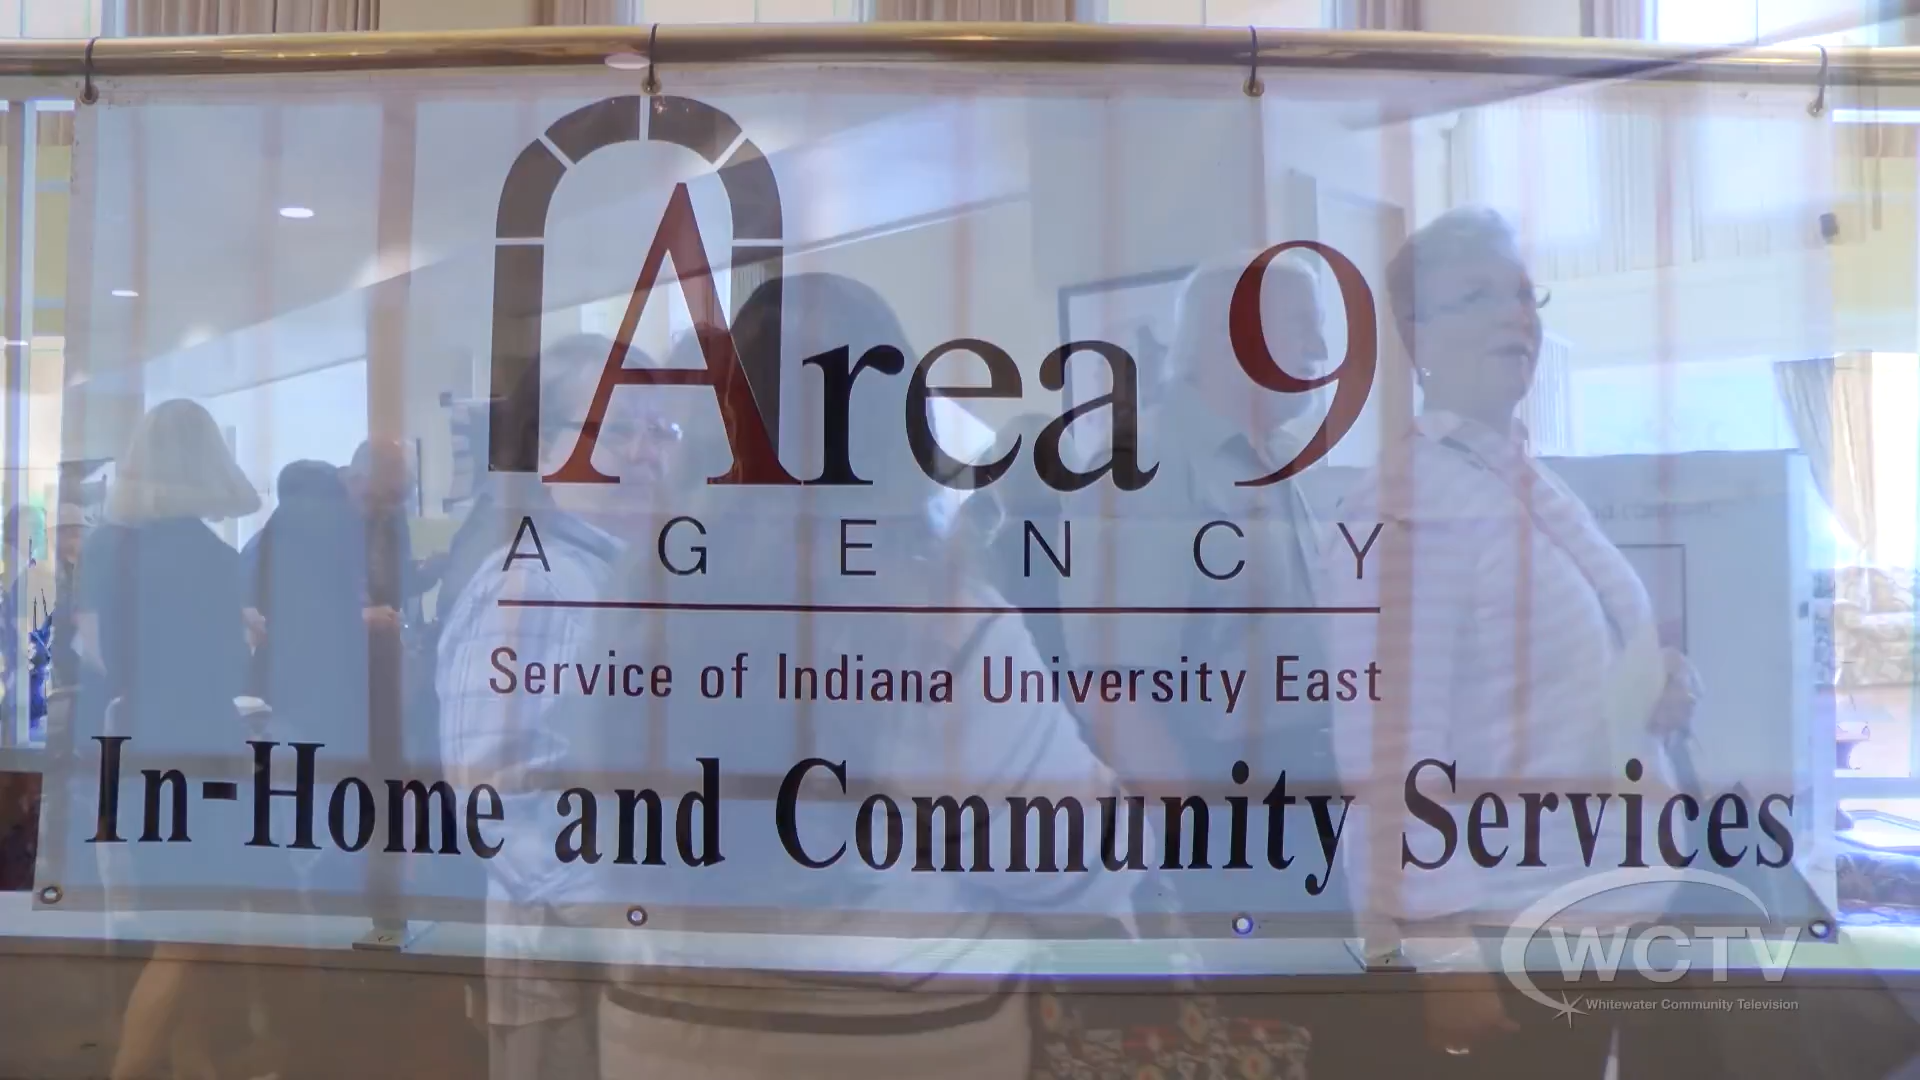 Area 9
AGENCY
Service of Indiana University East
In-Home and Community Services
WCTV
Whitewater Community Television